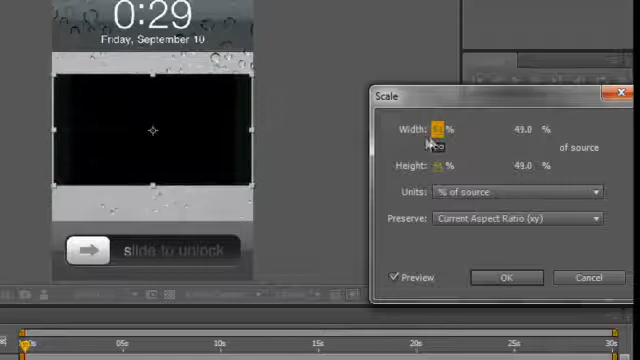 0:29
Friday, September 10
slide to unlock
Scale
Width: % 49.0 %
of source
Height: % 49.0 %
Units: % of source
Preserve: Current Aspect Ratio (xy)
Preview OK Cancel
05s 10s 15s 20s 25s 30s